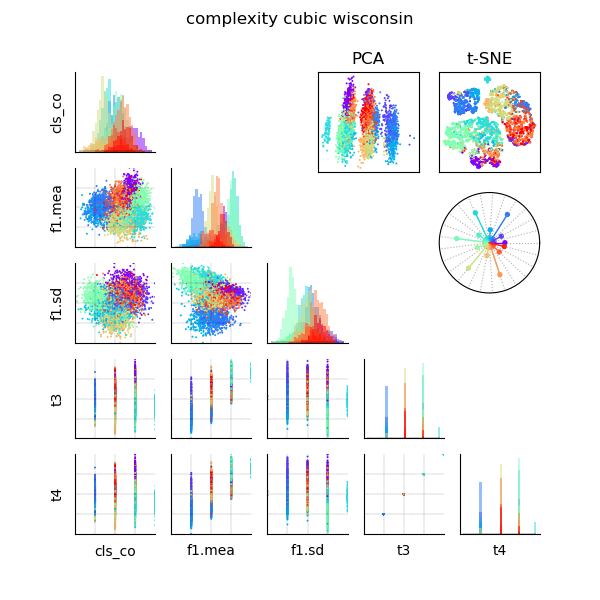 complexity cubic wisconsin
PCA
t-SNE
cls_co
f1.mea
f1.sd
t3
t4
cls_co
f1.mea
f1.sd
t3
t4